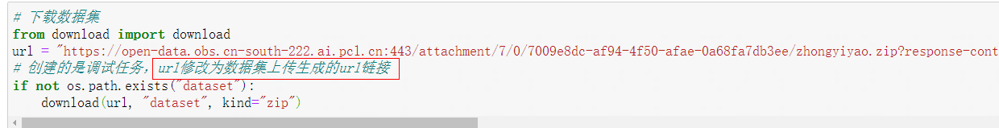 # 下载数据集
from download import download
url = "https://open-data.obs.cn-south-222.ai.pcl.cn:443/attachment/7/0/7009e8dc-af94-4f50-afae-0a68fa7db3ee/zhongyiyao.zip?response-cont
# 创建的是调试任务，url修改为数据集上传生成的url链接
if not os.path.exists("dataset"):
    download(url, "dataset", kind="zip")